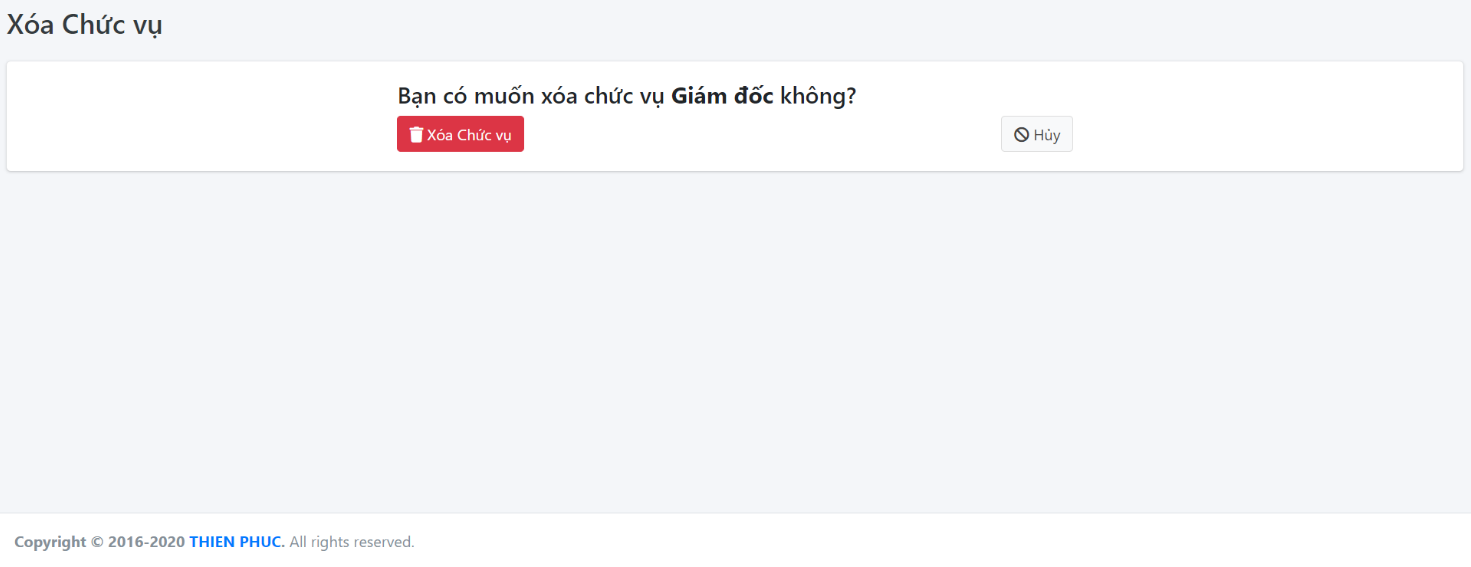 Xóa Chức vụ
Bạn có muốn xóa chức vụ Giám đốc không?
Xóa Chức vụ
Hủy
Copyright © 2016-2020 THIEN PHUC. All rights reserved.